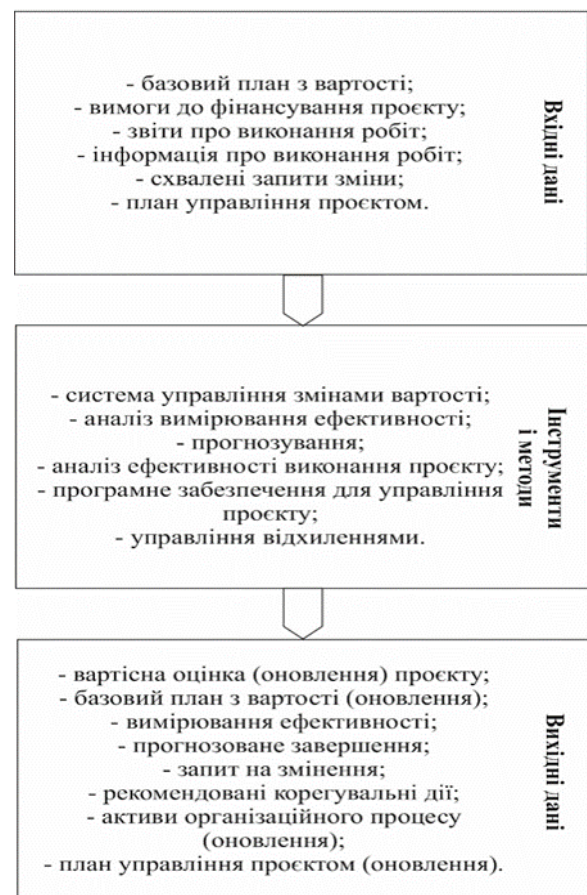 - базовий план з вартості;
- вимоги до фінансування проєкту;
- звіти про виконання робіт;
- інформація про виконання робіт;
- схвалені запити зміни;
- план управління проєктом.
Вхідні дані
- система управління змінами вартості;
- аналіз вимірювання ефективності;
- прогнозування;
- аналіз ефективності виконання проєкту;
- програмне забезпечення для управління
проєкту;
- управління відхиленнями.
Інструменти
і методи
- вартісна оцінка (оновлення) проєкту;
- базовий план з вартості (оновлення);
- вимірювання ефективності;
- прогнозоване завершення;
- запит на змінення;
- рекомендовані корегувальні дії;
- активи організаційного процесу
(оновлення);
- план управління проєктом (оновлення).
Вихідні дані